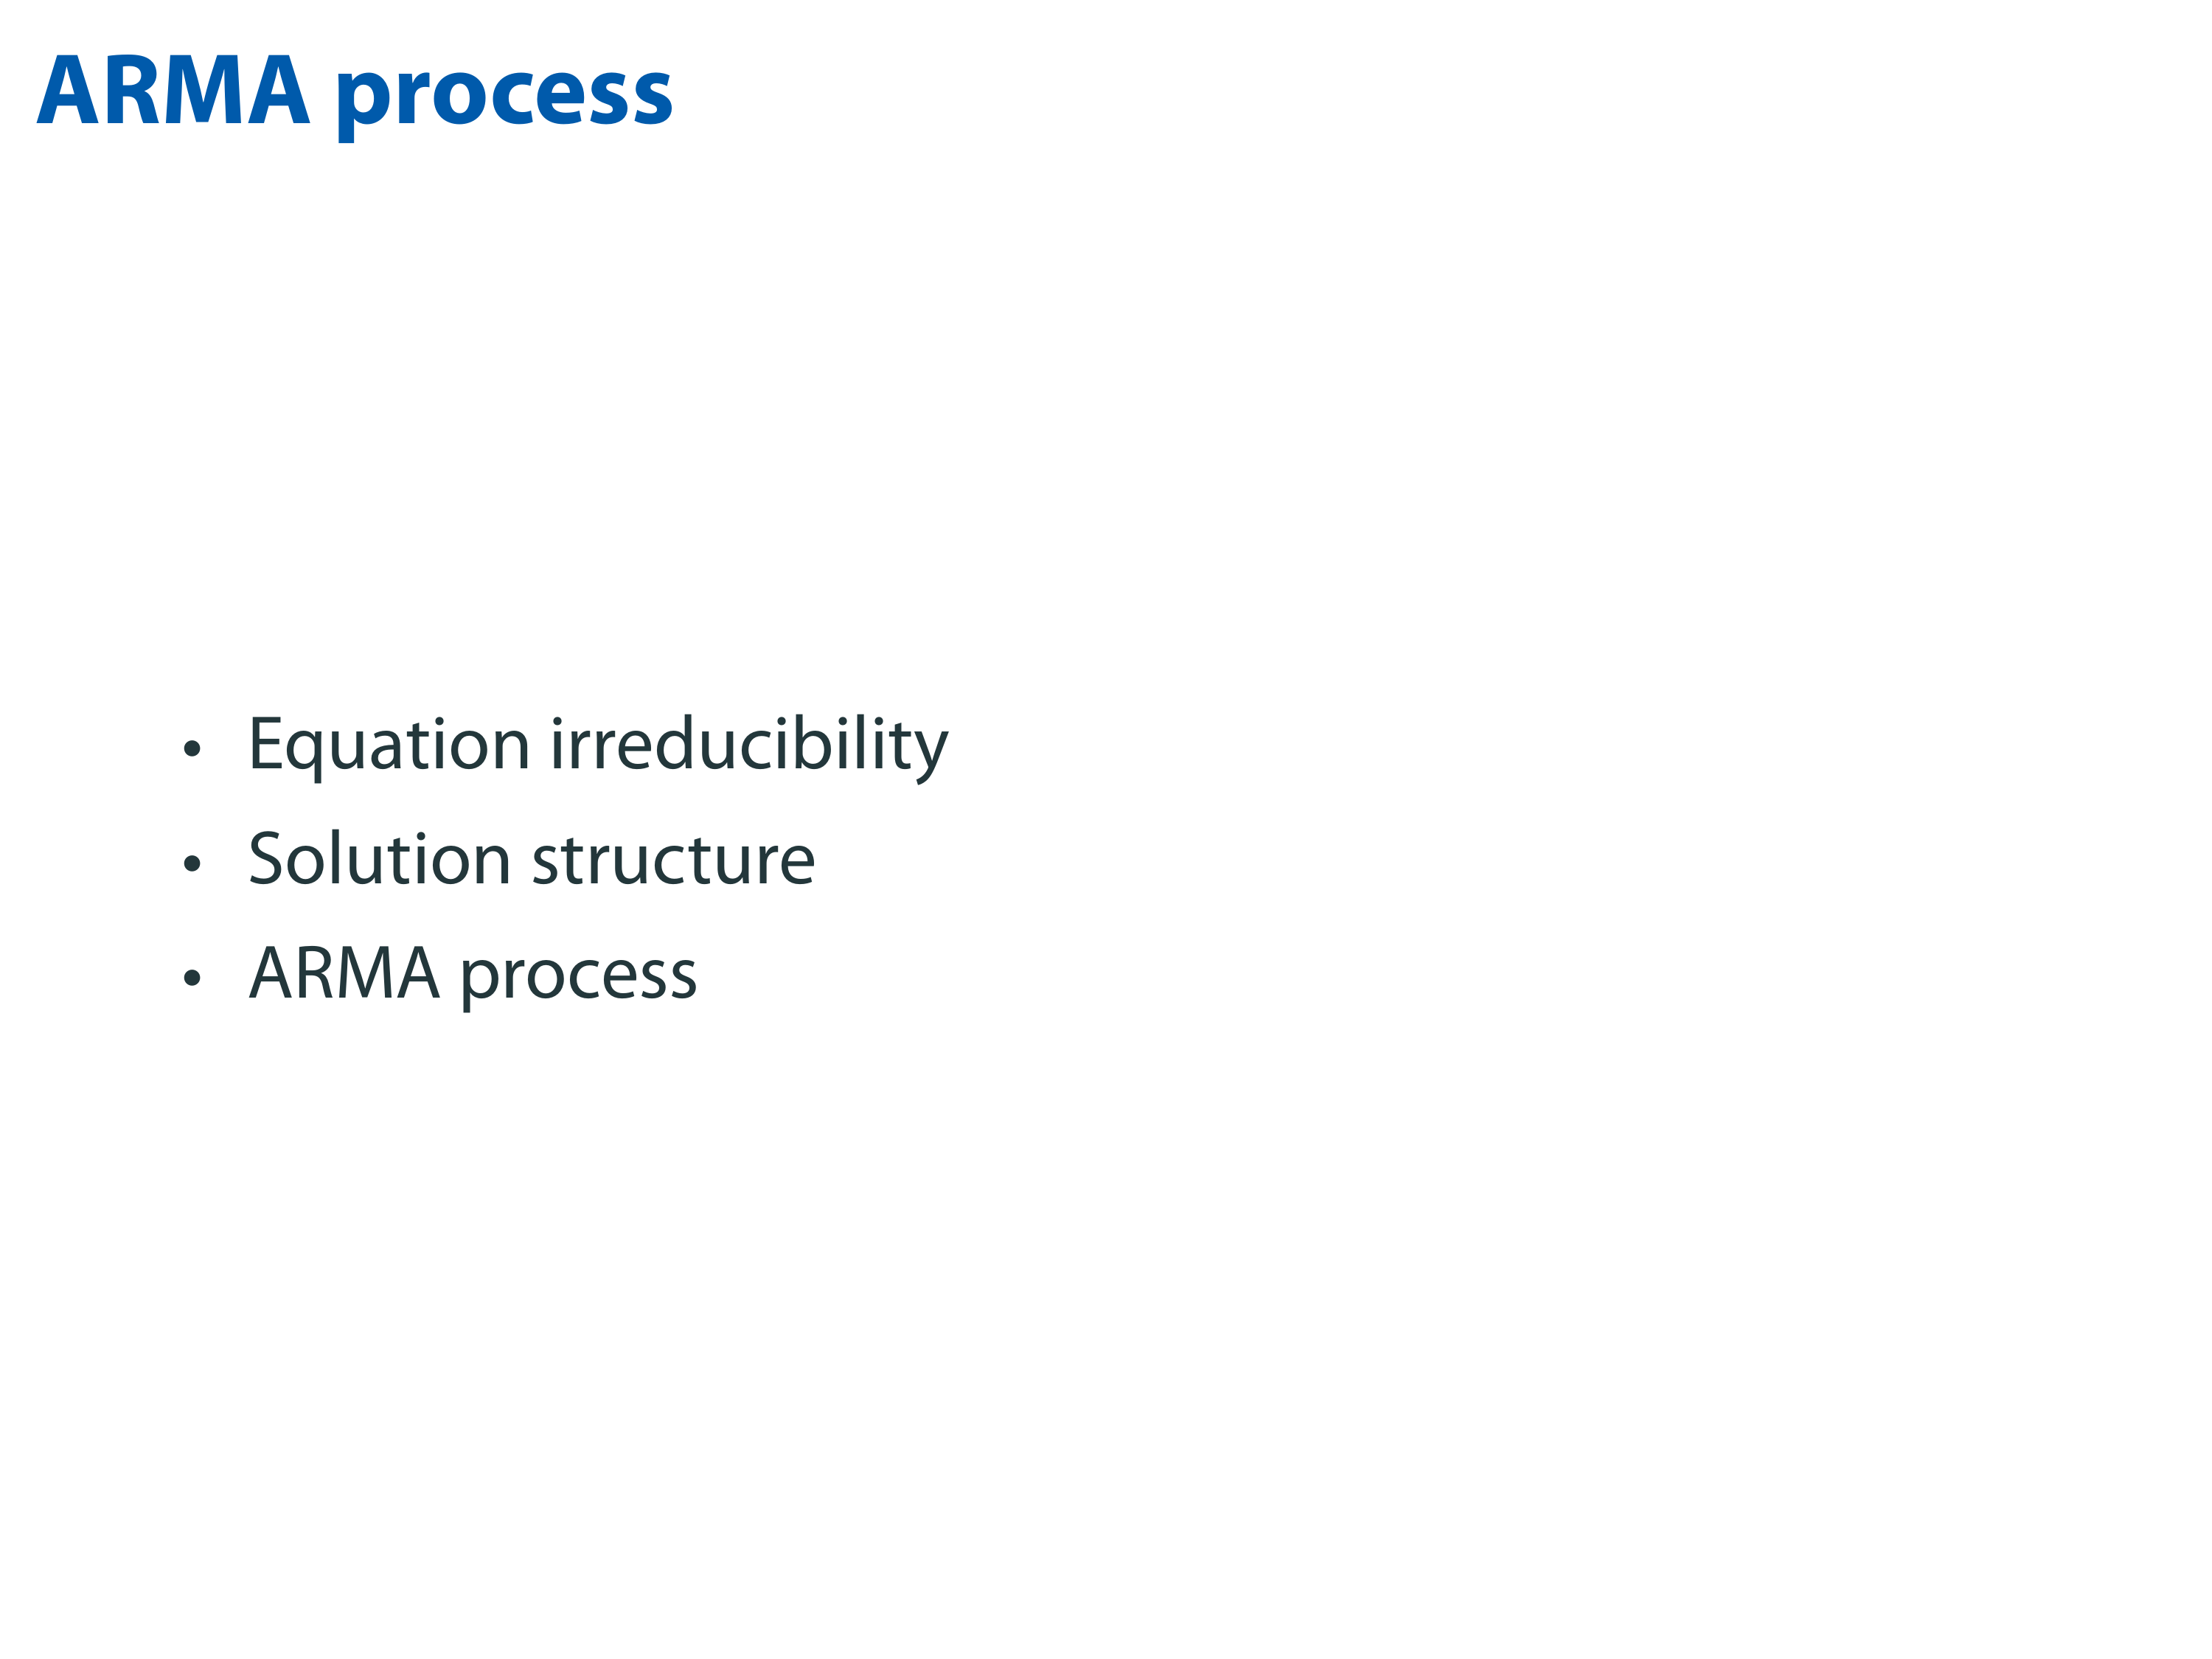 ARMA process
• Equation irreducibility
• Solution structure
• ARMA process